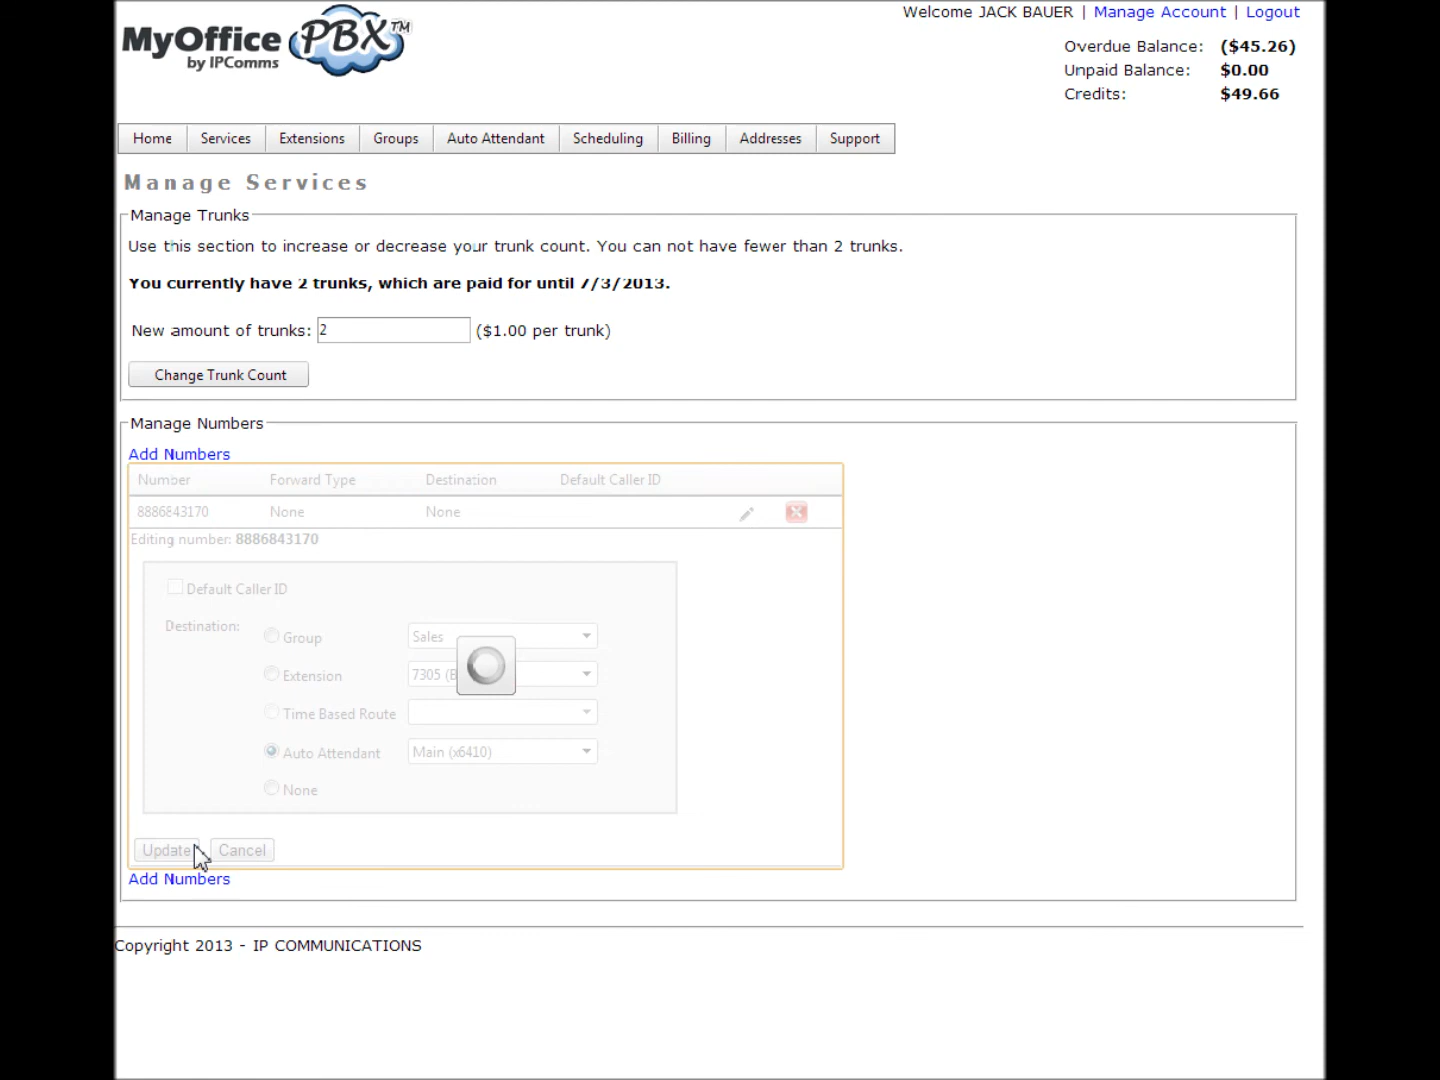 MyOffice PBX™
by IPComms
Welcome JACK BAUER | Manage Account | Logout
Overdue Balance: ($45.26)
Unpaid Balance: $0.00
Credits: $49.66
Home Services Extensions Groups Auto Attendant Scheduling Billing Addresses Support
Manage Services
Manage Trunks
Use this section to increase or decrease your trunk count. You can not have fewer than 2 trunks.
You currently have 2 trunks, which are paid for until 7/3/2013.
New amount of trunks: 2 ($1.00 per trunk)
Change Trunk Count
Manage Numbers
Add Numbers
Number Forward Type Destination Default Caller ID
8886843170 None None
Editing number: 8886843170
Default Caller ID
Destination:
Group Sales
Extension 7305 (B
Time Based Route
Auto Attendant Main (x6410)
None
Update Cancel
Add Numbers
Copyright 2013 - IP COMMUNICATIONS